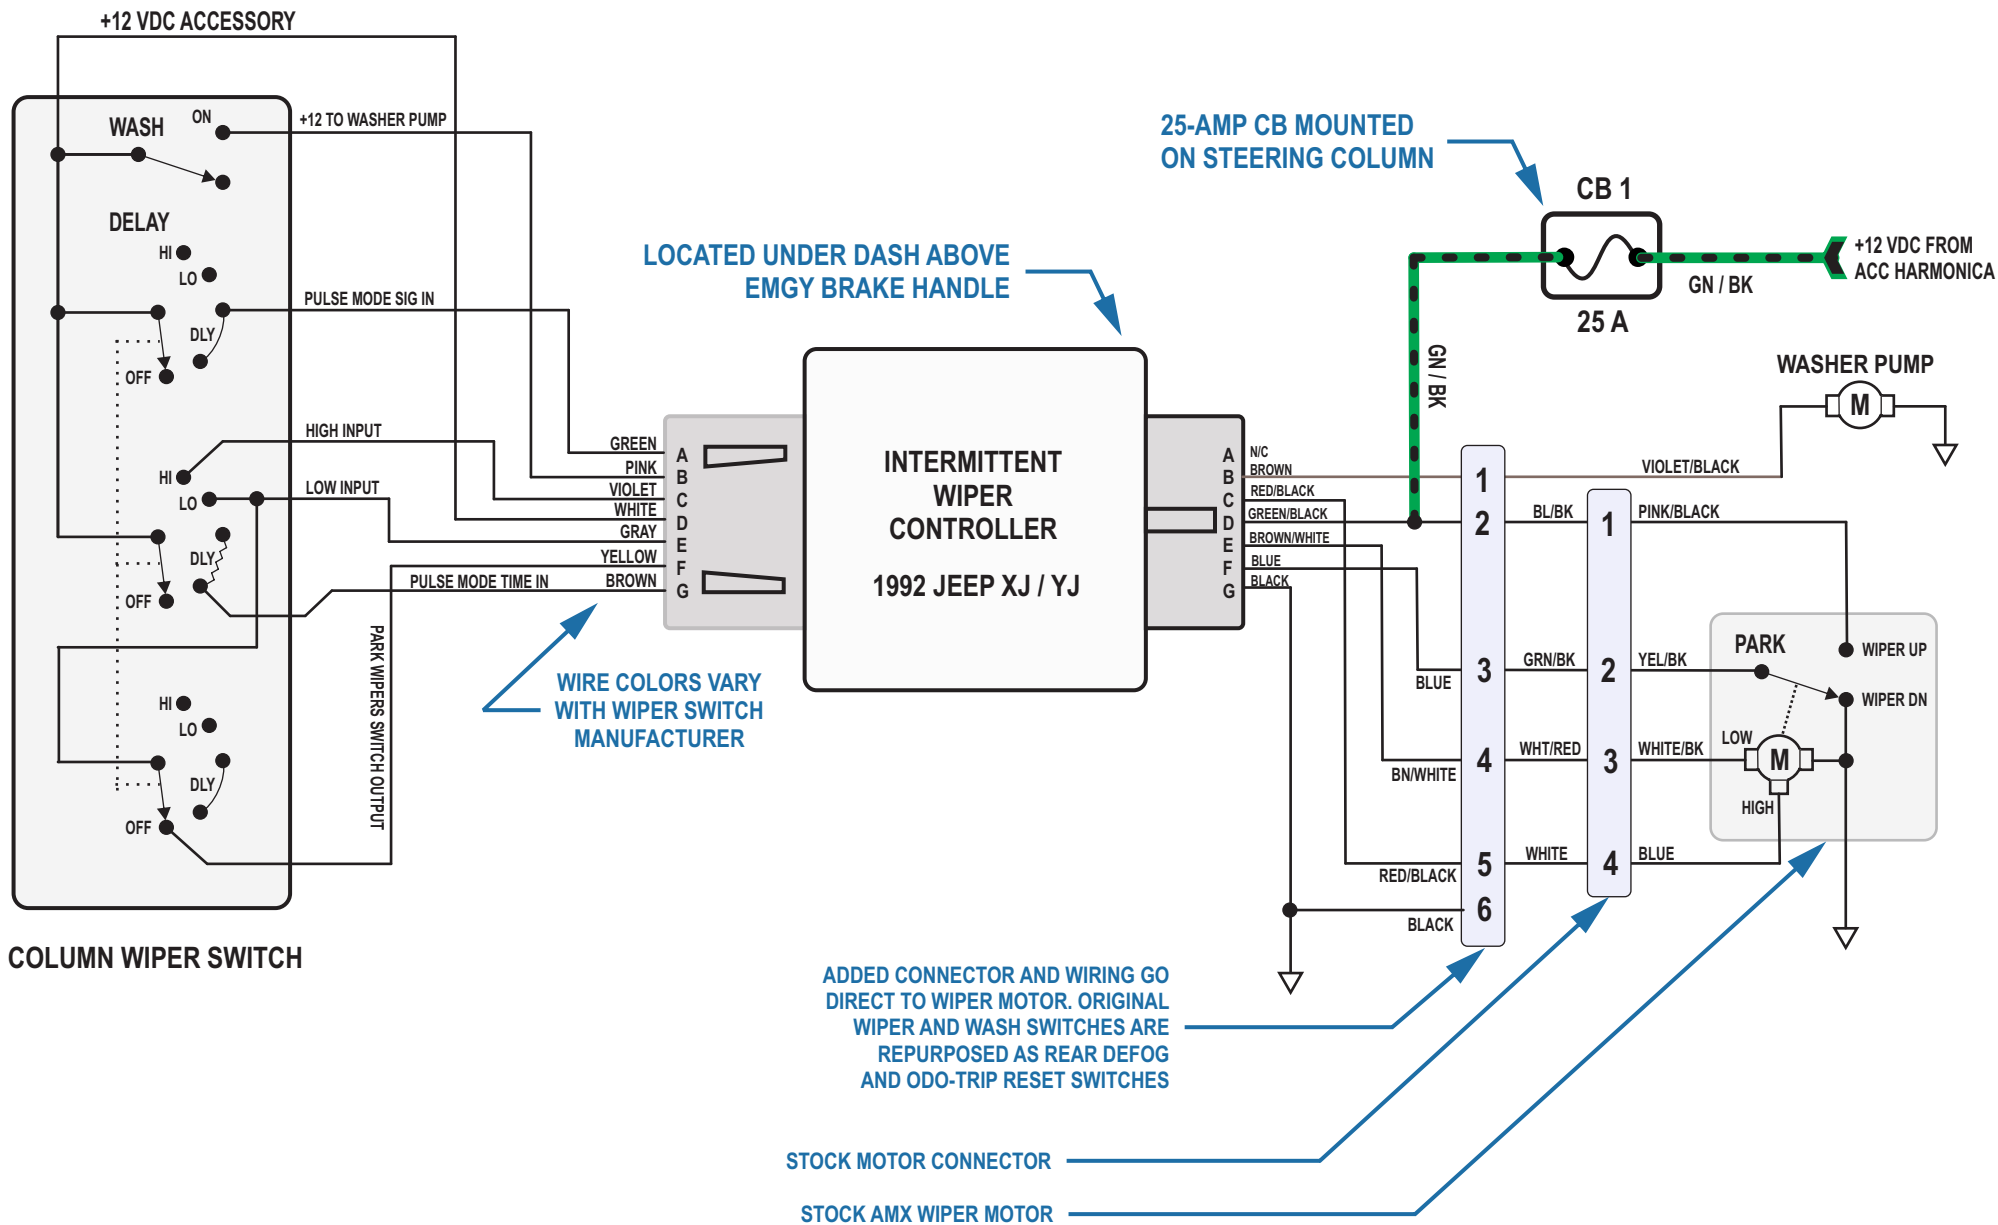 +12 VDC ACCESSORY
WASH
ON
+12 TO WASHER PUMP
DELAY
HI
LO
DLY
OFF
PULSE MODE SIG IN
HIGH INPUT
HI
LO
LOW INPUT
DLY
OFF
PULSE MODE TIME IN
PARK WIPERS SWITCH OUTPUT
HI
LO
DLY
OFF
COLUMN WIPER SWITCH
GREEN
PINK
VIOLET
WHITE
GRAY
YELLOW
BROWN
A
B
C
D
E
F
G
WIRE COLORS VARY
WITH WIPER SWITCH
MANUFACTURER
LOCATED UNDER DASH ABOVE
EMGY BRAKE HANDLE
INTERMITTENT
WIPER
CONTROLLER
1992 JEEP XJ / YJ
A
B
C
D
E
F
G
N/C
BROWN
RED/BLACK
GREEN/BLACK
BROWN/WHITE
BLUE
BLACK
25-AMP CB MOUNTED
ON STEERING COLUMN
CB 1
25 A
GN / BK
GN / BK
+12 VDC FROM
ACC HARMONICA
WASHER PUMP
M
BLUE
BN/WHITE
RED/BLACK
BLACK
1
2
3
4
5
6
VIOLET/BLACK
BL/BK
GRN/BK
WHT/RED
WHITE
1
2
3
4
PINK/BLACK
YEL/BK
WHITE/BK
BLUE
PARK
WIPER UP
WIPER DN
LOW
M
HIGH
ADDED CONNECTOR AND WIRING GO
DIRECT TO WIPER MOTOR. ORIGINAL
WIPER AND WASH SWITCHES ARE
REPURPOSED AS REAR DEFOG
AND ODO-TRIP RESET SWITCHES
STOCK MOTOR CONNECTOR
STOCK AMX WIPER MOTOR